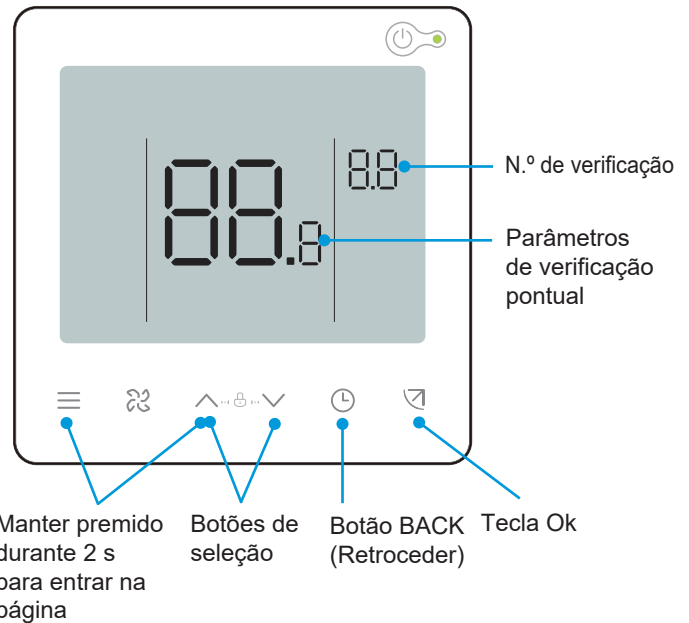 88.8
8.8
N.º de verificação
Parâmetros
de verificação
pontual
Manter premido
durante 2 s
para entrar na
página
Botões de
seleção
Botão BACK
(Retroceder)
Tecla Ok